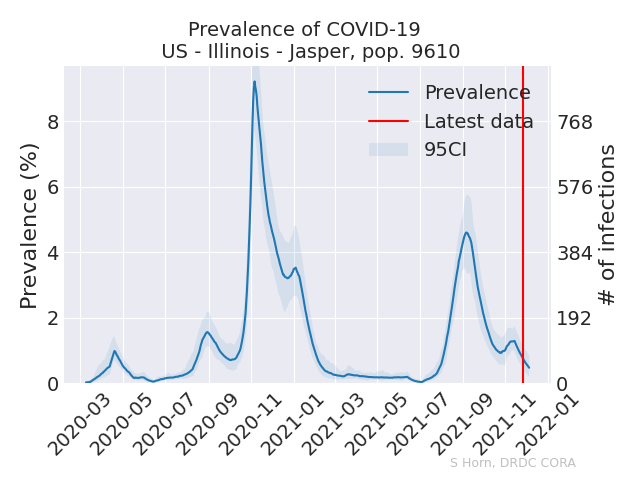 Prevalence of COVID-19
US - Illinois - Jasper, pop. 9610
Prevalence
Latest data
95CI
Prevalence (%)
8
6
4
2
0
768
576
384
192
0
# of infections
2020-03
2020-05
2020-07
2020-09
2020-11
2021-01
2021-03
2021-05
2021-07
2021-09
2021-11
2022-01
S Horn, DRDC CORA